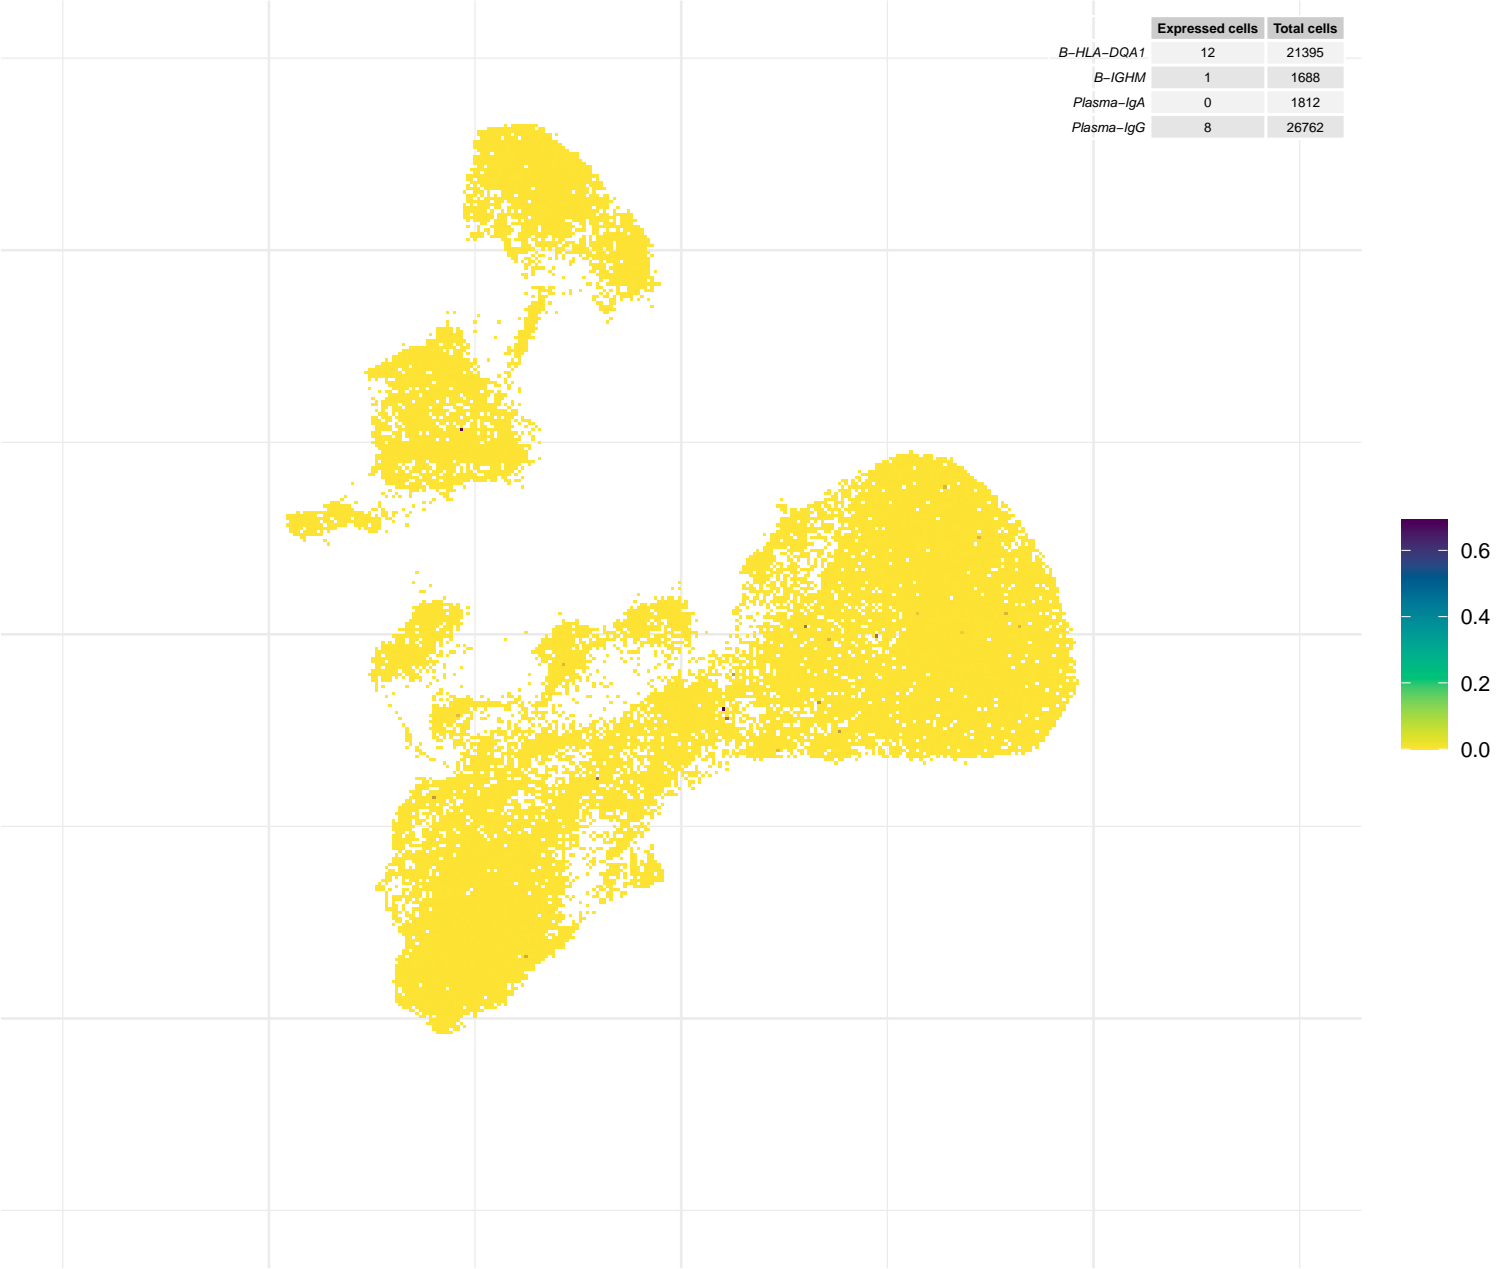 Expressed cells Total cells
B−HLA−DQA1 12 21395
B−IGHM 1 1688
Plasma−IgA 0 1812
Plasma−IgG 8 26762
0.6
0.4
0.2
0.0